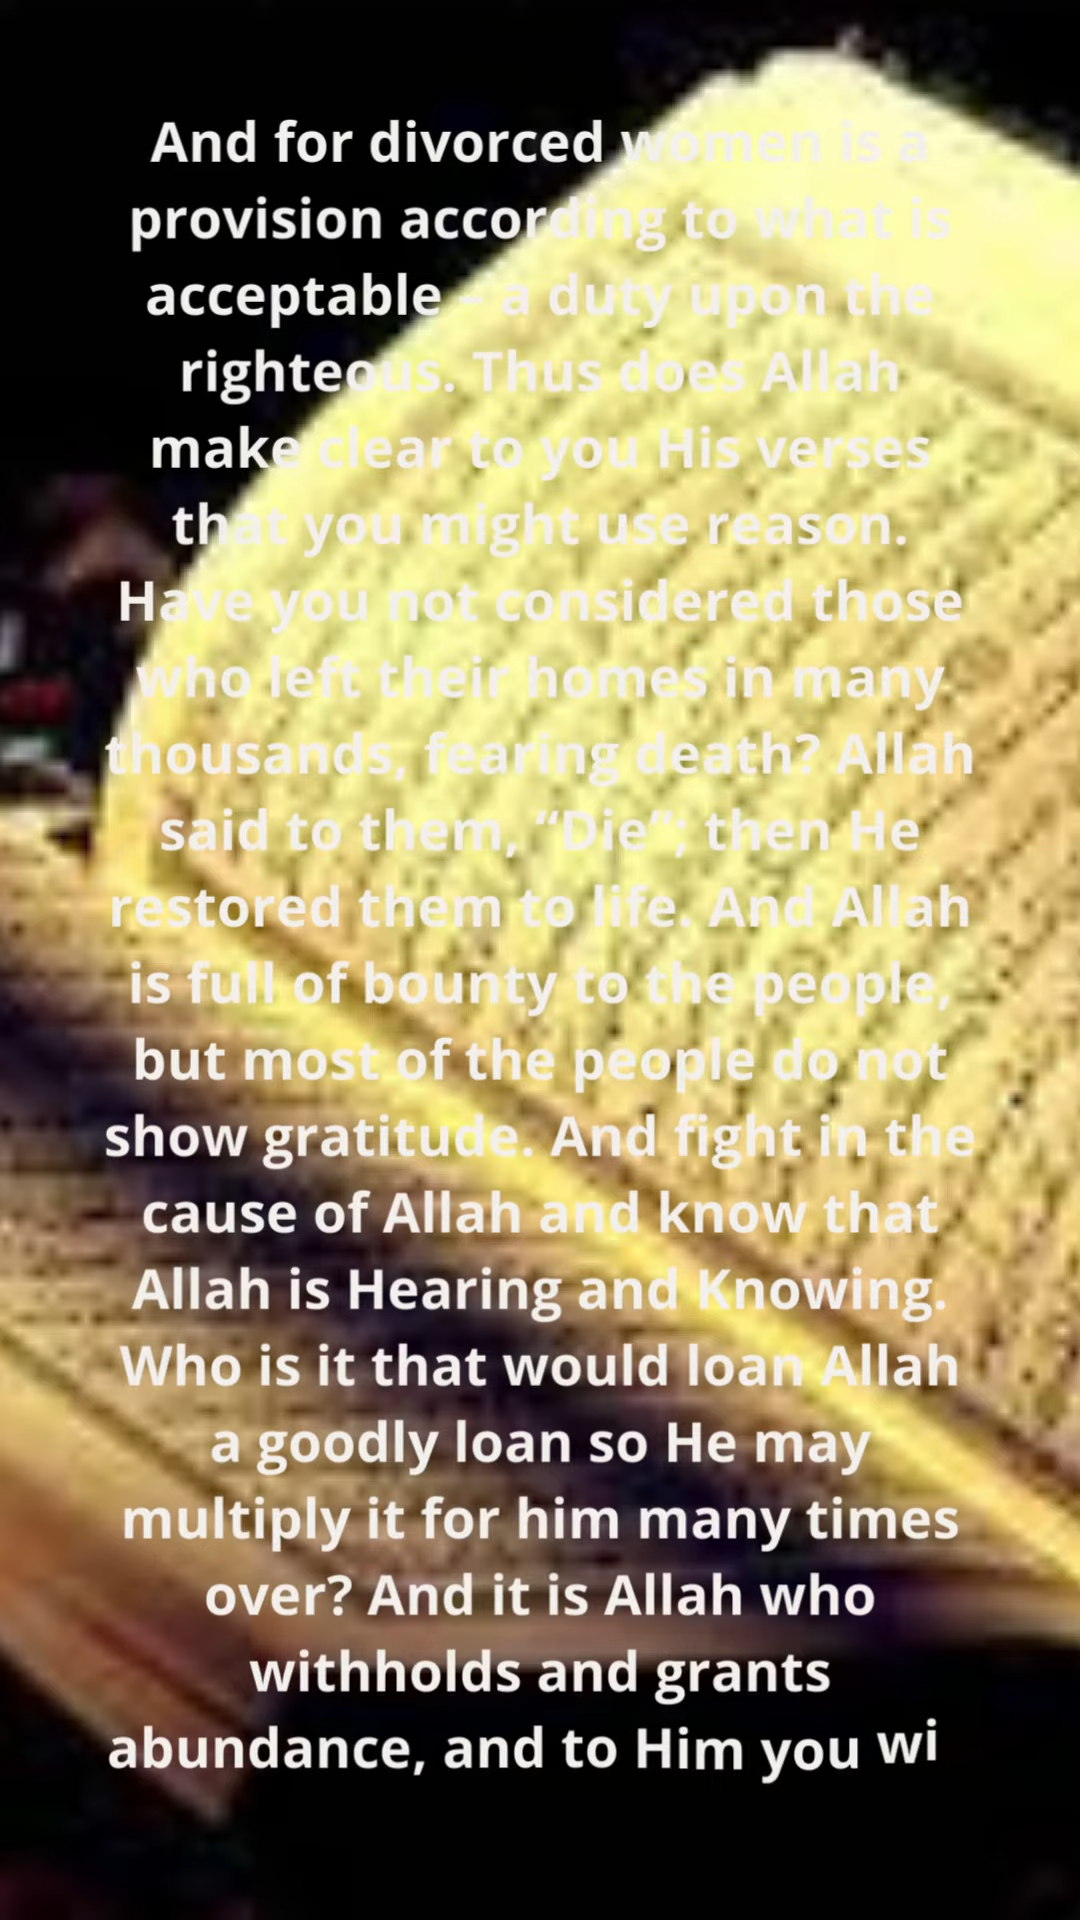 And for divorced women is a
provision according to what is
acceptable – a duty upon the
righteous. Thus does Allah
make clear to you His verses
that you might use reason.
Have you not considered those
who left their homes in many
thousands, fearing death? Allah
said to them, “Die”; then He
restored them to life. And Allah
is full of bounty to the people,
but most of the people do not
show gratitude. And fight in the
cause of Allah and know that
Allah is Hearing and Knowing.
Who is it that would loan Allah
a goodly loan so He may
multiply it for him many times
over? And it is Allah who
withholds and grants
abundance, and to Him you wi